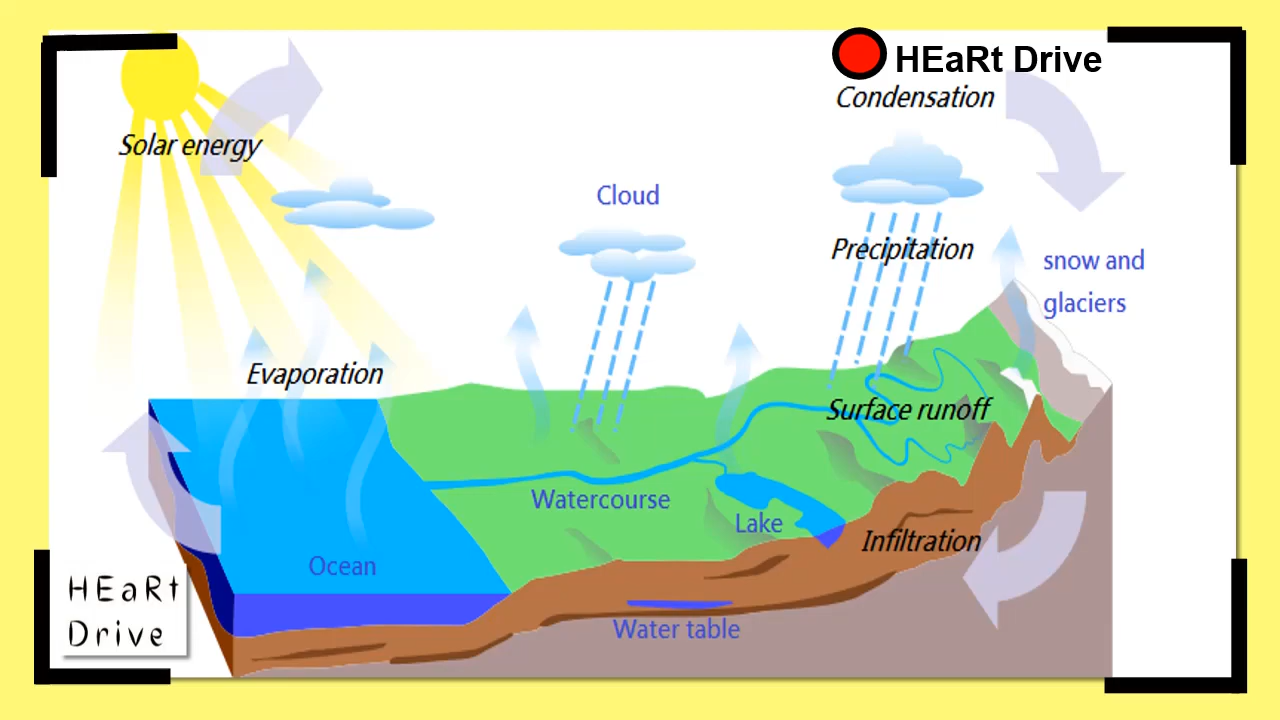 HEaRt Drive
Condensation
Solar energy
Cloud
Precipitation
snow and
glaciers
Evaporation
Surface runoff
Watercourse
Lake
Infiltration
Ocean
HEaRt
Drive
Water table